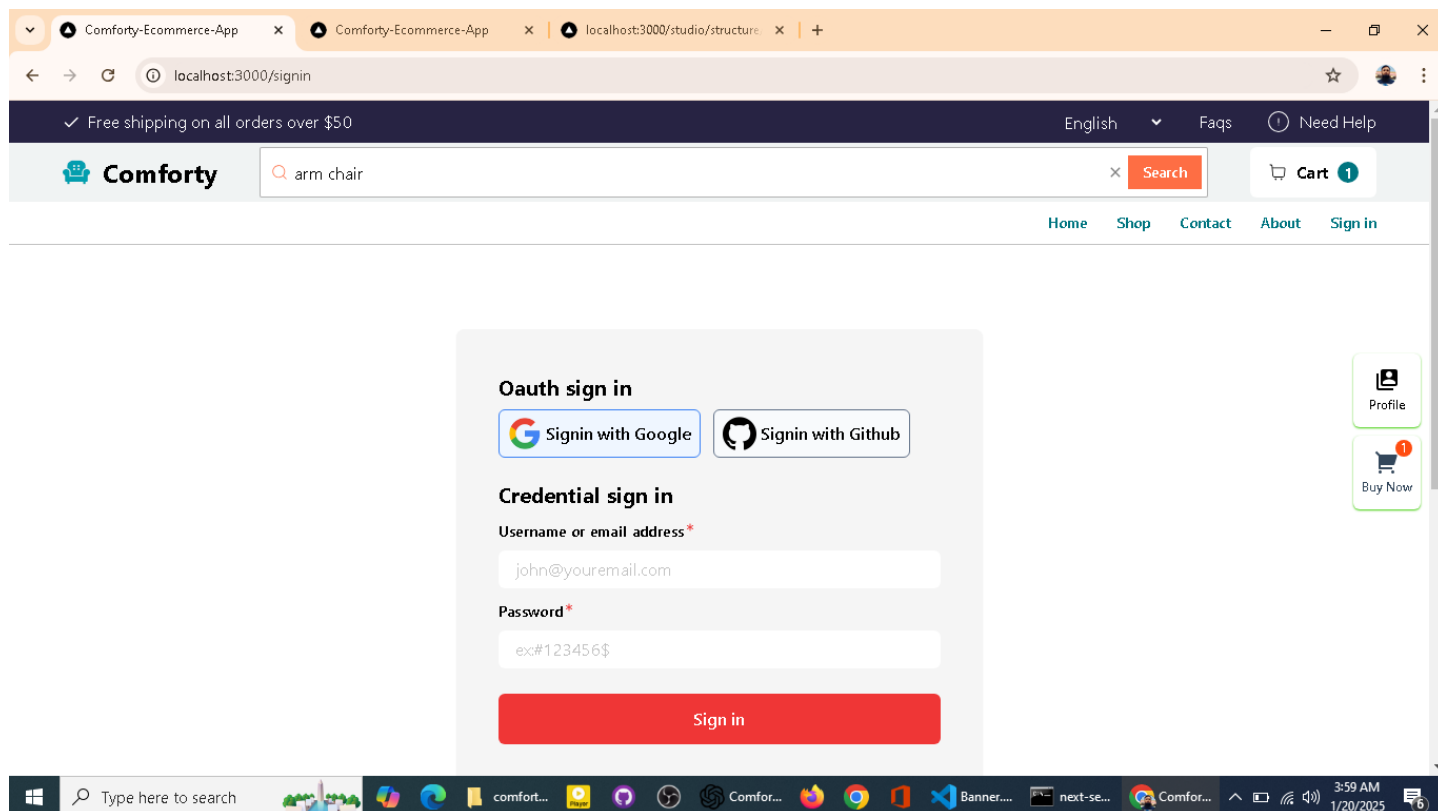 Comforty-Ecommerce-App
Comforty-Ecommerce-App
localhost:3000/studio/structure
localhost:3000/signin
Free shipping on all orders over $50
English
Faqs
Need Help
Comforty
arm chair
Search
Cart 1
Home
Shop
Contact
About
Sign in
Oauth sign in
Signin with Google
Signin with Github
Credential sign in
Username or email address*
john@youremail.com
Password*
ex:#123456$
Sign in
Profile
1
Buy Now
Type here to search
comfort...
Player
Comfor...
Banner....
next-se...
Comfor...
3:59 AM
1/20/2025
6